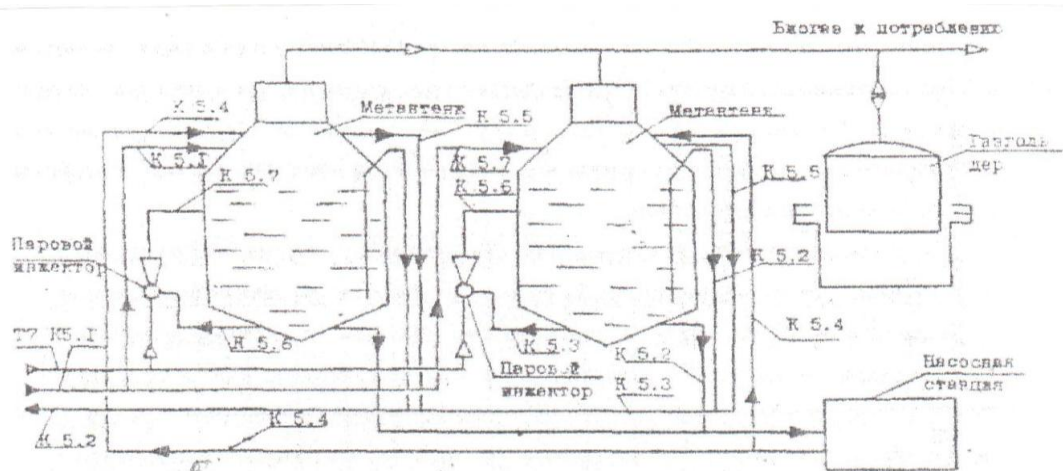 Биогаз к потреблению
К 5.4
Метантенк
К 5.5
Метантенк
К 5.1
К 5.7
К 5.7
К 5.6
К 5.5
Газголь
дер
Паровой
инжектор
К 5.2
К 5.4
Т7 К5.1
К 5.6
К 5.3
К 5.2
Паровой
инжектор
К 5.3
Насосная
станция
К 5.2
К 5.4